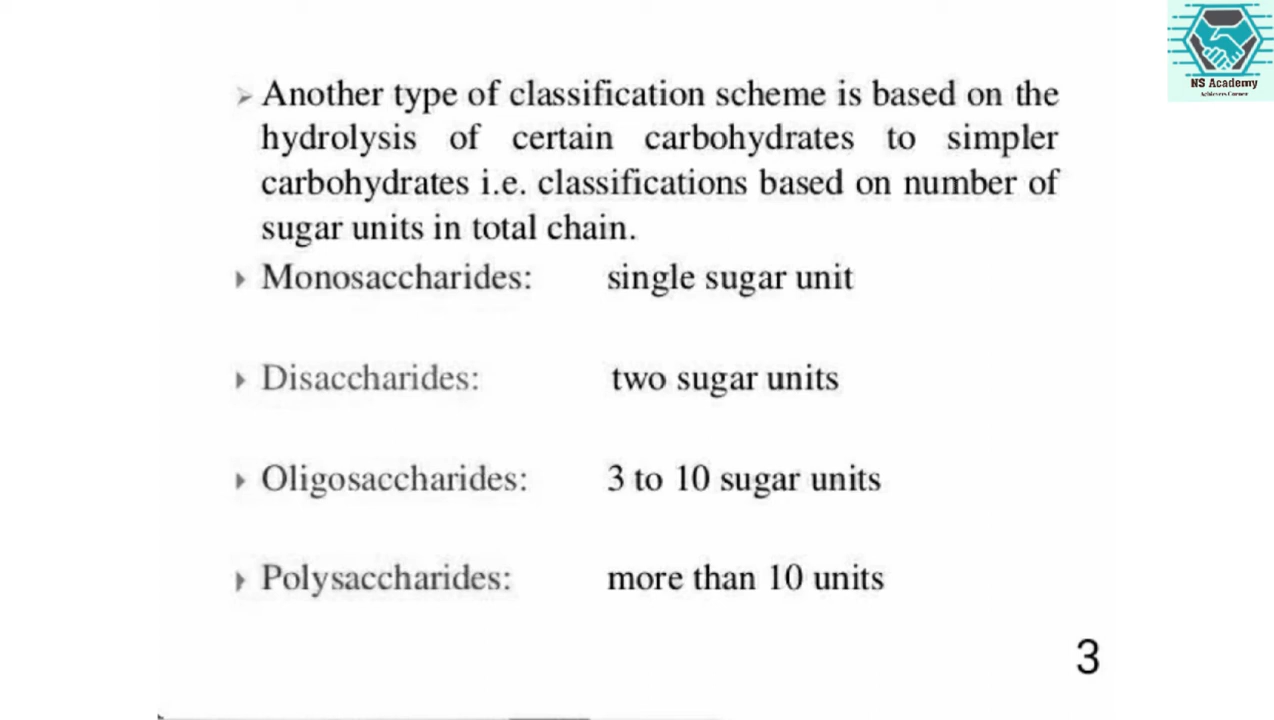 NS Academy
Achievers Corner
Another type of classification scheme is based on the
hydrolysis of certain carbohydrates to simpler
carbohydrates i.e. classifications based on number of
sugar units in total chain.
Monosaccharides: single sugar unit
Disaccharides: two sugar units
Oligosaccharides: 3 to 10 sugar units
Polysaccharides: more than 10 units
3